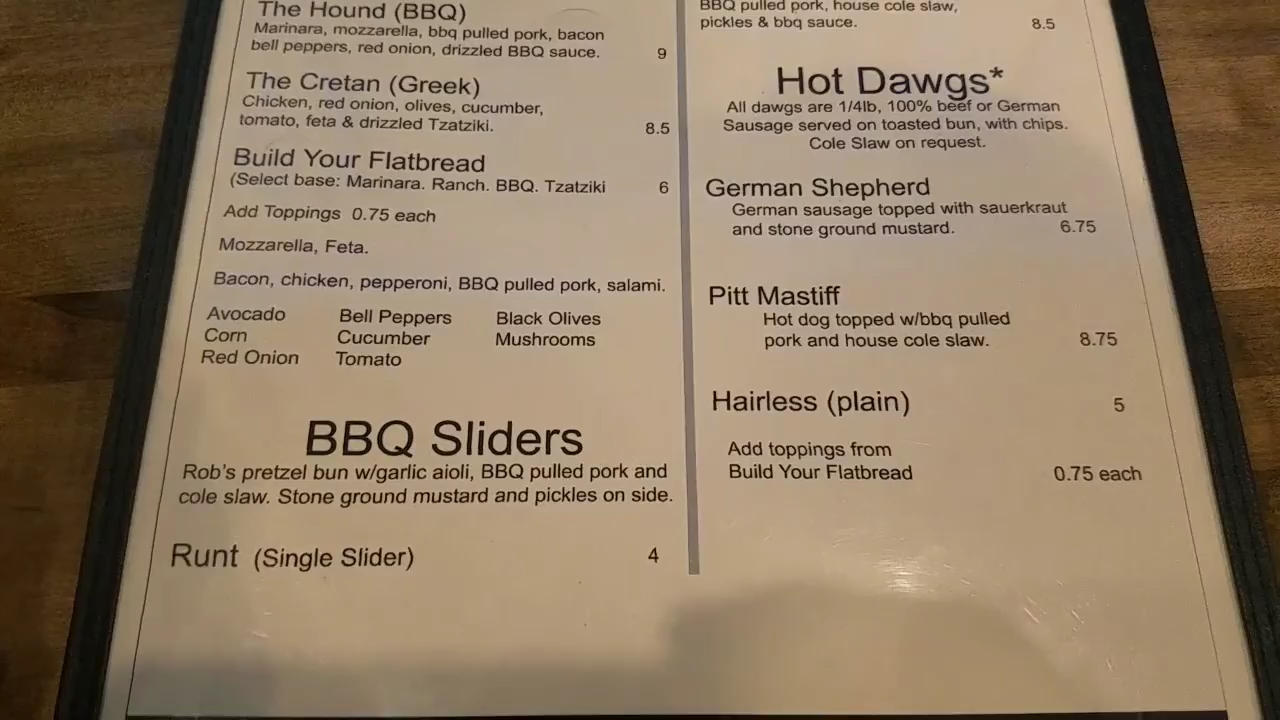 The Hound (BBQ)
Marinara, mozzarella, bbq pulled pork, bacon
bell peppers, red onion, drizzled BBQ sauce. 9
The Cretan (Greek)
Chicken, red onion, olives, cucumber,
tomato, feta & drizzled Tzatziki. 8.5
Build Your Flatbread
(Select base: Marinara. Ranch. BBQ. Tzatziki 6
Add Toppings 0.75 each
Mozzarella, Feta.
Bacon, chicken, pepperoni, BBQ pulled pork, salami.
Avocado Bell Peppers Black Olives
Corn Cucumber Mushrooms
Red Onion Tomato
BBQ Sliders
Rob's pretzel bun w/garlic aioli, BBQ pulled pork and
cole slaw. Stone ground mustard and pickles on side.
Runt (Single Slider) 4
BBQ pulled pork, house cole slaw,
pickles & bbq sauce. 8.5
Hot Dawgs*
All dawgs are 1/4lb, 100% beef or German
Sausage served on toasted bun, with chips.
Cole Slaw on request.
German Shepherd
German sausage topped with sauerkraut
and stone ground mustard. 6.75
Pitt Mastiff
Hot dog topped w/bbq pulled
pork and house cole slaw. 8.75
Hairless (plain) 5
Add toppings from
Build Your Flatbread 0.75 each